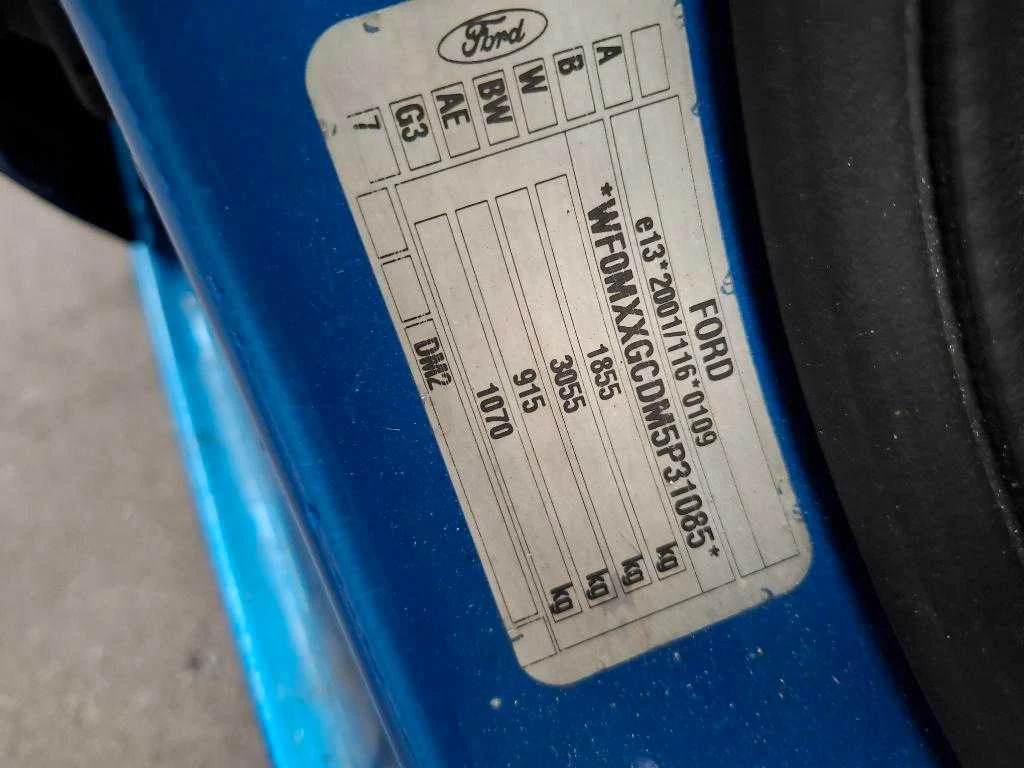 Ford
FORD
e13*2001/116*0109
*WF0MXXGCDM5P31085*
1855 kg
3055 kg
915 kg
1070 kg
DM2
A
B
W
BW
AE
G3
7